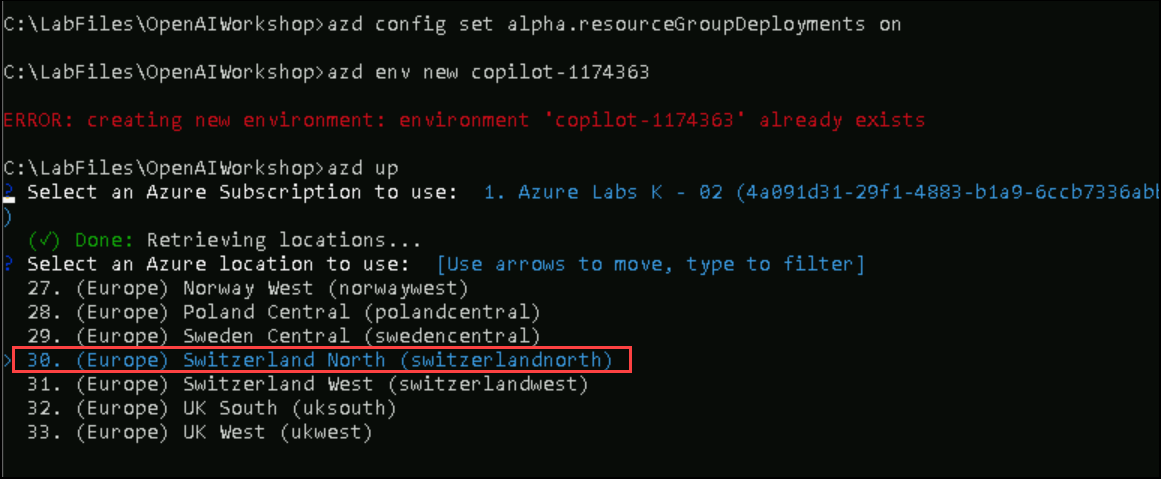 C:\LabFiles\OpenAIWorkshop>azd config set alpha.resourceGroupDeployments on
C:\LabFiles\OpenAIWorkshop>azd env new copilot-1174363
ERROR: creating new environment: environment 'copilot-1174363' already exists
C:\LabFiles\OpenAIWorkshop>azd up
? Select an Azure Subscription to use:  1. Azure Labs K - 02 (4a091d31-29f1-4883-b1a9-6ccb7336abb
)
(✓) Done: Retrieving locations...
? Select an Azure location to use:  [Use arrows to move, type to filter]
27. (Europe) Norway West (norwaywest)
28. (Europe) Poland Central (polandcentral)
29. (Europe) Sweden Central (swedencentral)
> 30. (Europe) Switzerland North (switzerlandnorth)
31. (Europe) Switzerland West (switzerlandwest)
32. (Europe) UK South (uksouth)
33. (Europe) UK West (ukwest)